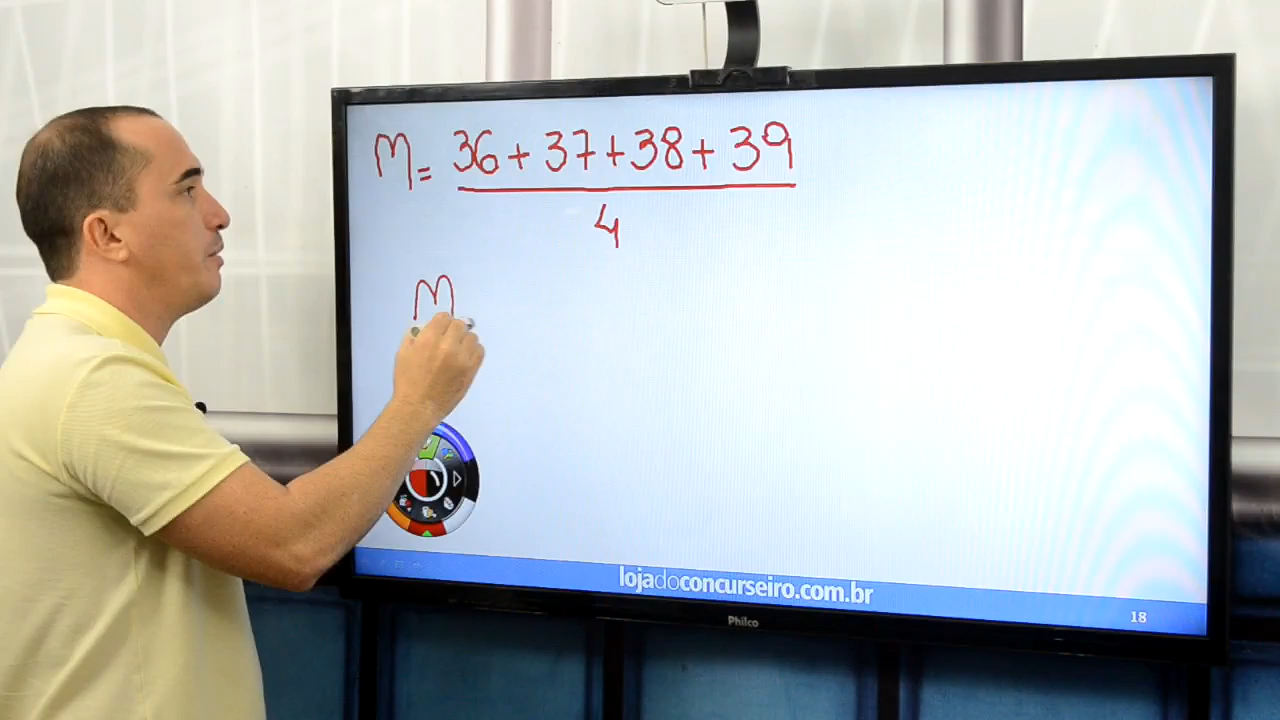 M = 36 + 37 + 38 + 39
4
M
lojadoconcurseiro.com.br
18
Philco